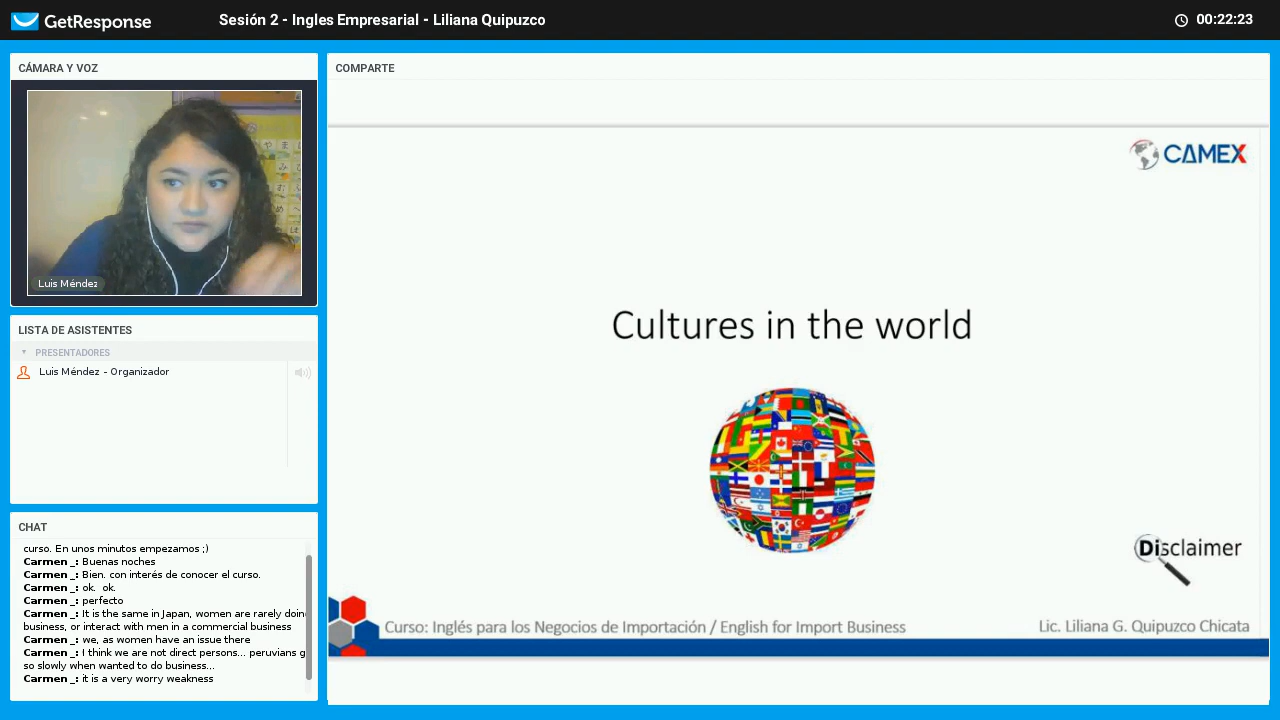 GetResponse
Sesión 2 - Ingles Empresarial - Liliana Quipuzco
00:22:23
CÁMARA Y VOZ
Luis Méndez
LISTA DE ASISTENTES
PRESENTADORES
Luis Méndez - Organizador
CHAT
curso. En unos minutos empezamos ;)
Carmen _: Buenas noches
Carmen _: Bien. con interés de conocer el curso.
Carmen _: ok. ok.
Carmen _: perfecto
Carmen _: It is the same in Japan, women are rarely
business, or interact with men in a commercial business
Carmen _: we, as women have an issue there
Carmen _: I think we are not direct persons... peruvians
so slowly when wanted to do business...
Carmen _: it is a very worry weakness
COMPARTE
CAMEX
Cultures in the world
Disclaimer
Curso: Inglés para los Negocios de Importación / English for Import Business
Lic. Liliana G. Quipuzco Chicata